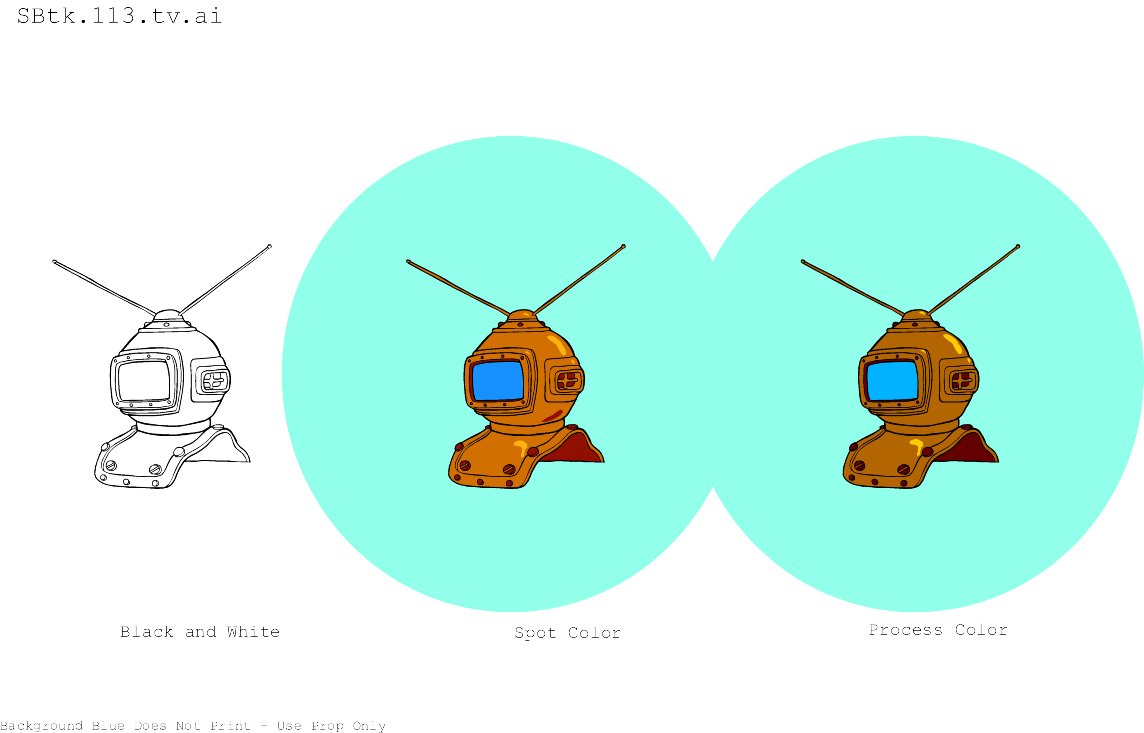 SBtk.113.tv.ai
Black and White
Spot Color
Process Color
Background Blue Does Not Print - Use Prop Only